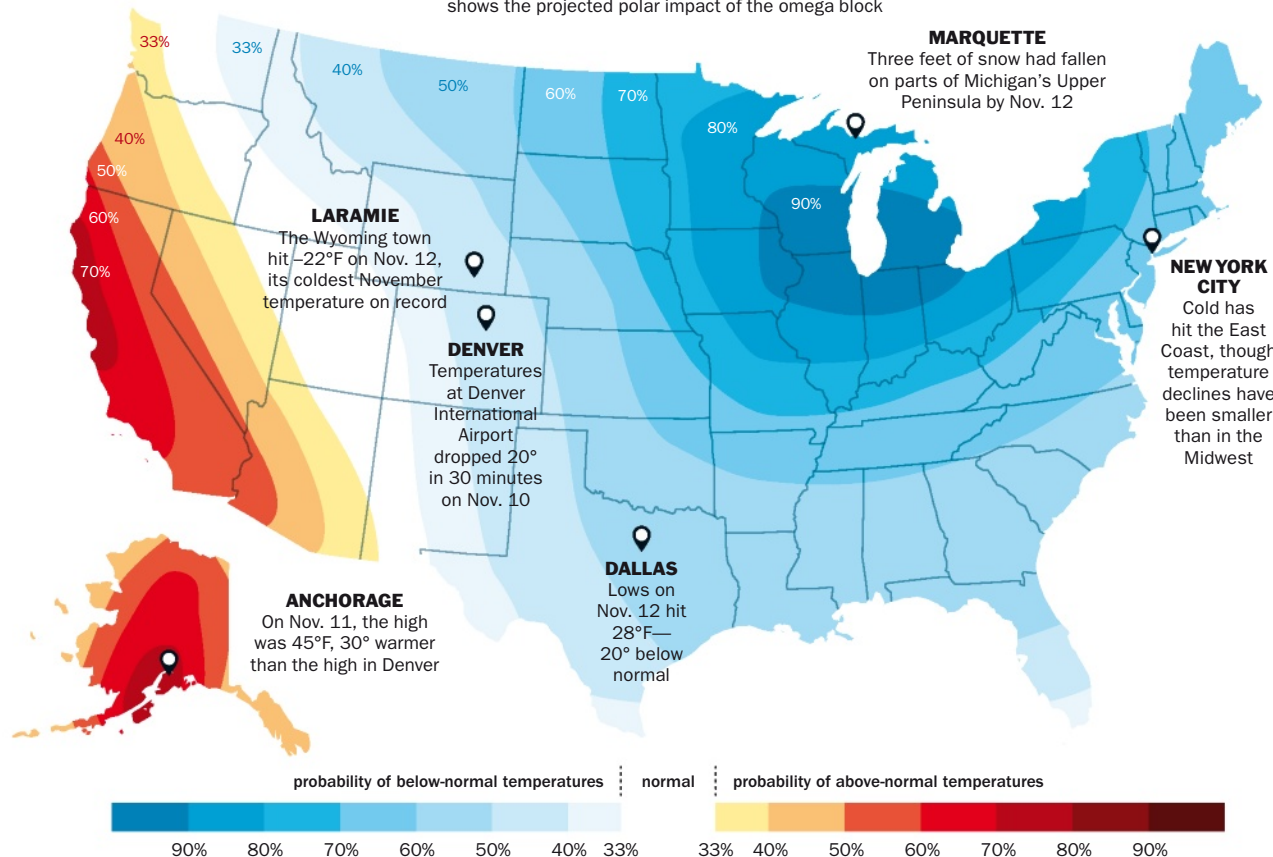 shows the projected polar impact of the omega block
33%
33%
40%
50%
60%
70%
80%
90%
40%
50%
60%
70%
MARQUETTE
Three feet of snow had fallen
on parts of Michigan's Upper
Peninsula by Nov. 12
LARAMIE
The Wyoming town
hit –22°F on Nov. 12,
its coldest November
temperature on record
DENVER
Temperatures
at Denver
International
Airport
dropped 20°
in 30 minutes
on Nov. 10
NEW YORK
CITY
Cold has
hit the East
Coast, though
temperature
declines have
been smaller
than in the
Midwest
DALLAS
Lows on
Nov. 12 hit
28°F—
20° below
normal
ANCHORAGE
On Nov. 11, the high
was 45°F, 30° warmer
than the high in Denver
probability of below-normal temperatures
normal
probability of above-normal temperatures
90% 80% 70% 60% 50% 40% 33%
33% 40% 50% 60% 70% 80% 90%